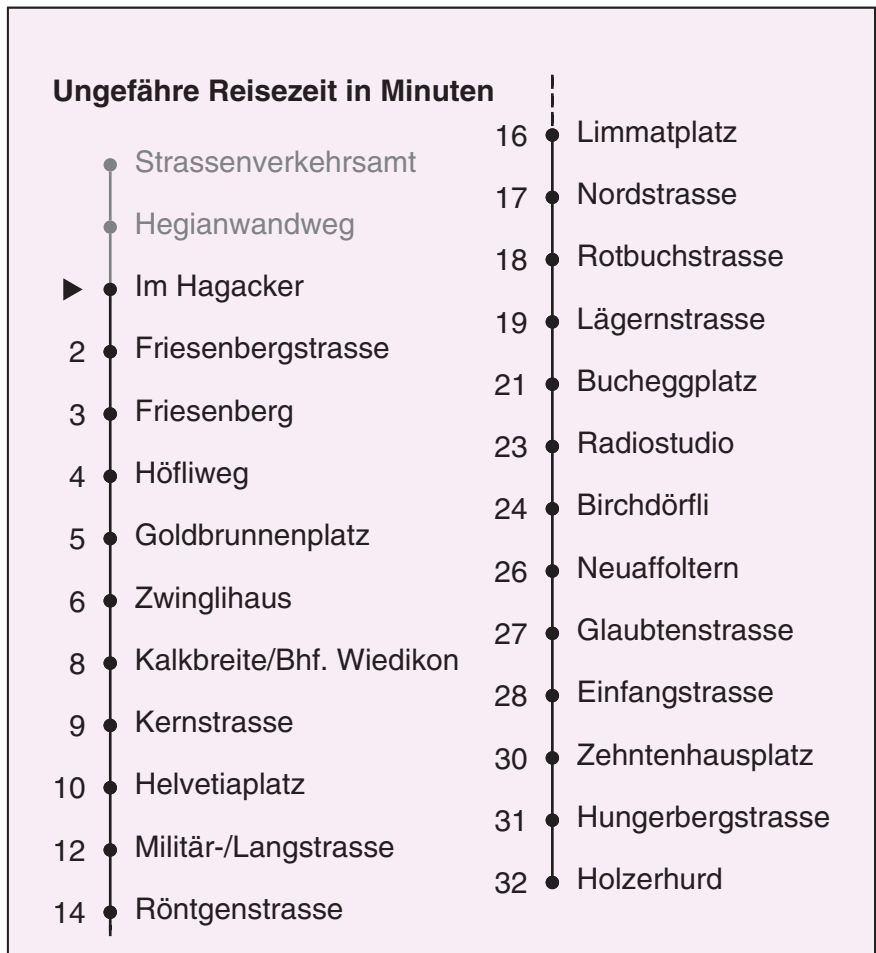 Ungefähre Reisezeit in Minuten
Strassenverkehrsamt
Hegianwandweg
Im Hagacker
2 Friesenbergstrasse
3 Friesenberg
4 Höfliweg
5 Goldbrunnenplatz
6 Zwinglihaus
8 Kalkbreite/Bhf. Wiedikon
9 Kernstrasse
10 Helvetiaplatz
12 Militär-/Langstrasse
14 Röntgenstrasse
16 Limmatplatz
17 Nordstrasse
18 Rotbuchstrasse
19 Lägernstrasse
21 Bucheggplatz
23 Radiostudio
24 Birchdörfli
26 Neuaffoltern
27 Glaubtenstrasse
28 Einfangstrasse
30 Zehntenhausplatz
31 Hungerbergstrasse
32 Holzerhurd